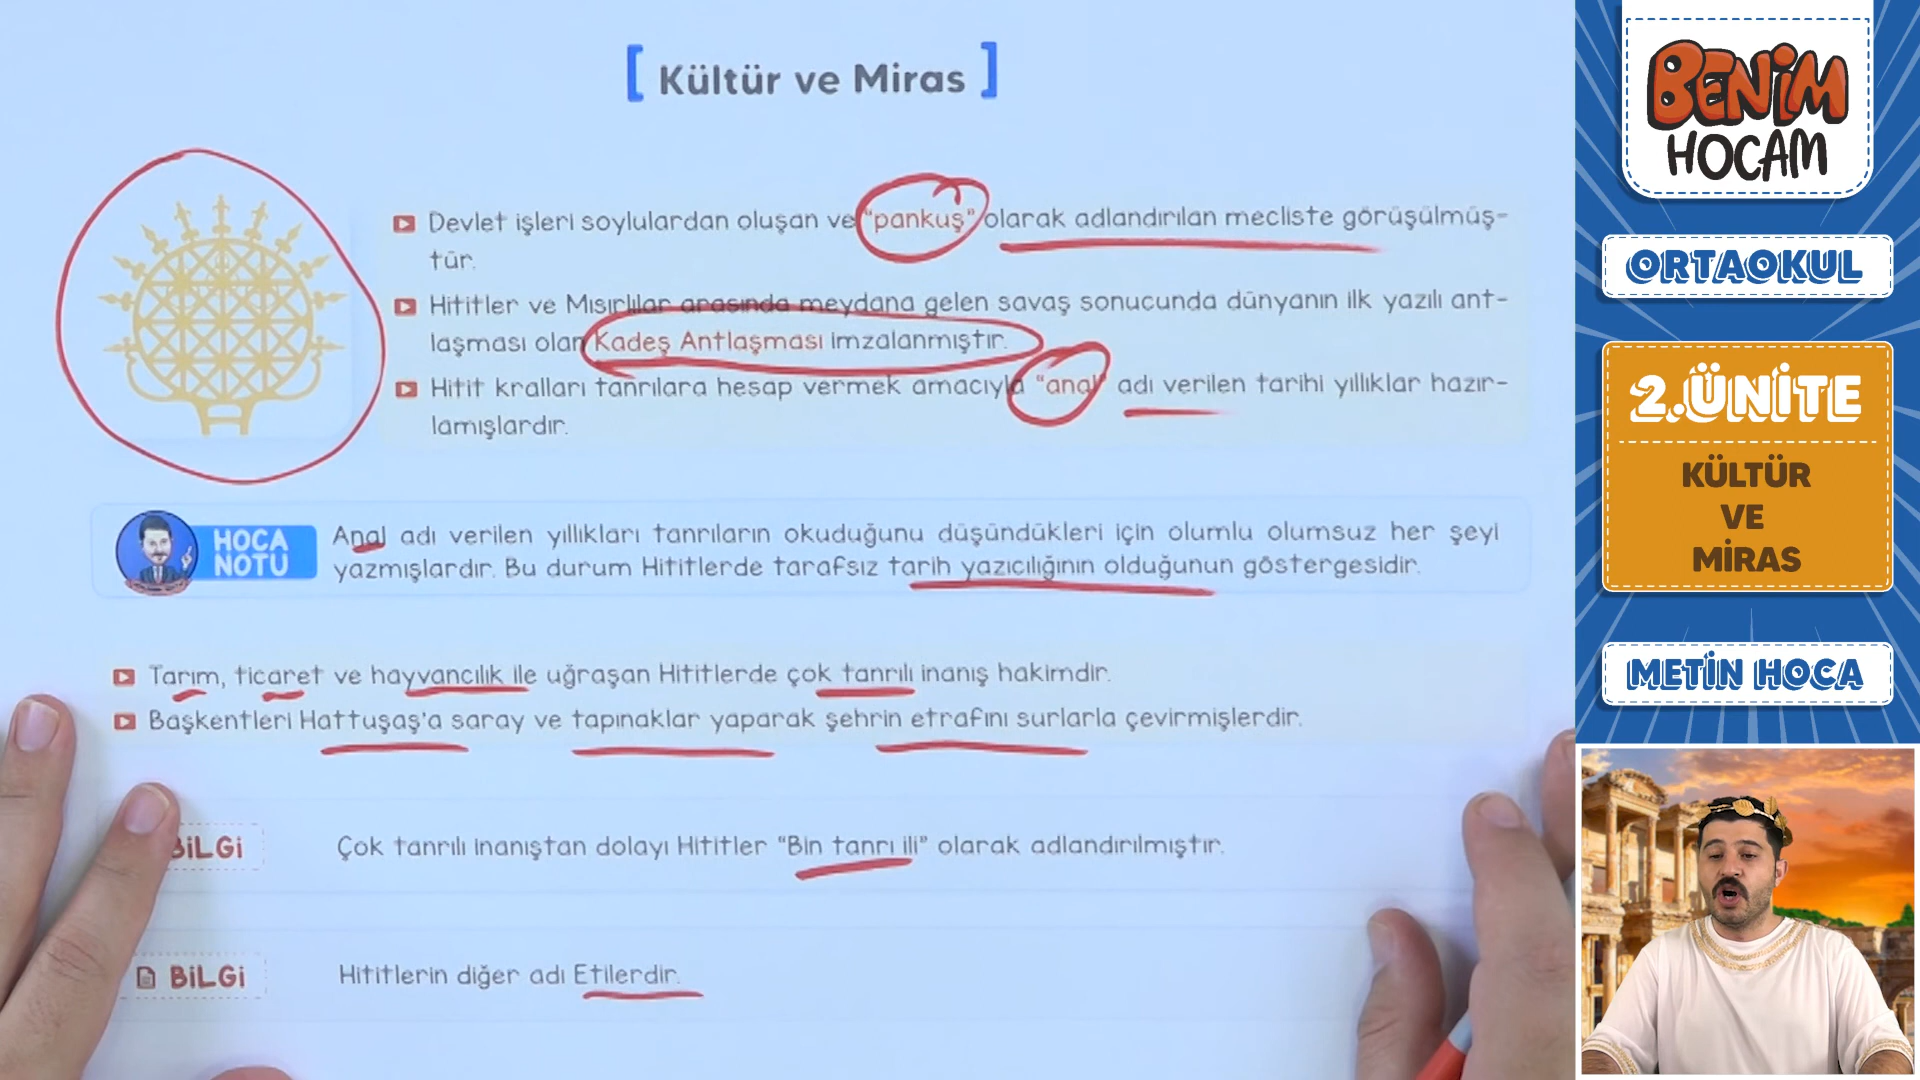 [ Kültür ve Miras ]
Devlet işleri soylulardan oluşan ve "pankuş" olarak adlandırılan mecliste görüşülmüş-
tür.
Hititler ve Mısırlılar arasında meydana gelen savaş sonucunda dünyanın ilk yazılı ant-
laşması olan Kadeş Antlaşması imzalanmıştır.
Hitit kralları tanrılara hesap vermek amacıyla "anal" adı verilen tarihi yıllıklar hazır-
lamışlardır.
HOCA
NOTU
Anal adı verilen yıllıkları tanrıların okuduğunu düşündükleri için olumlu olumsuz her şeyi
yazmışlardır. Bu durum Hititlerde tarafsız tarih yazıcılığının olduğunun göstergesidir.
Tarım, ticaret ve hayvancılık ile uğraşan Hititlerde çok tanrılı inanış hakimdir.
Başkentleri Hattuşaş'a saray ve tapınaklar yaparak şehrin etrafını surlarla çevirmişlerdir.
BİLGİ
Çok tanrılı inanıştan dolayı Hititler "Bin tanrı ili" olarak adlandırılmıştır.
BİLGİ
Hititlerin diğer adı Etilerdir.
BENİM
HOCAM
ORTAOKUL
2.ÜNİTE
KÜLTÜR
VE
MİRAS
METİN HOCA